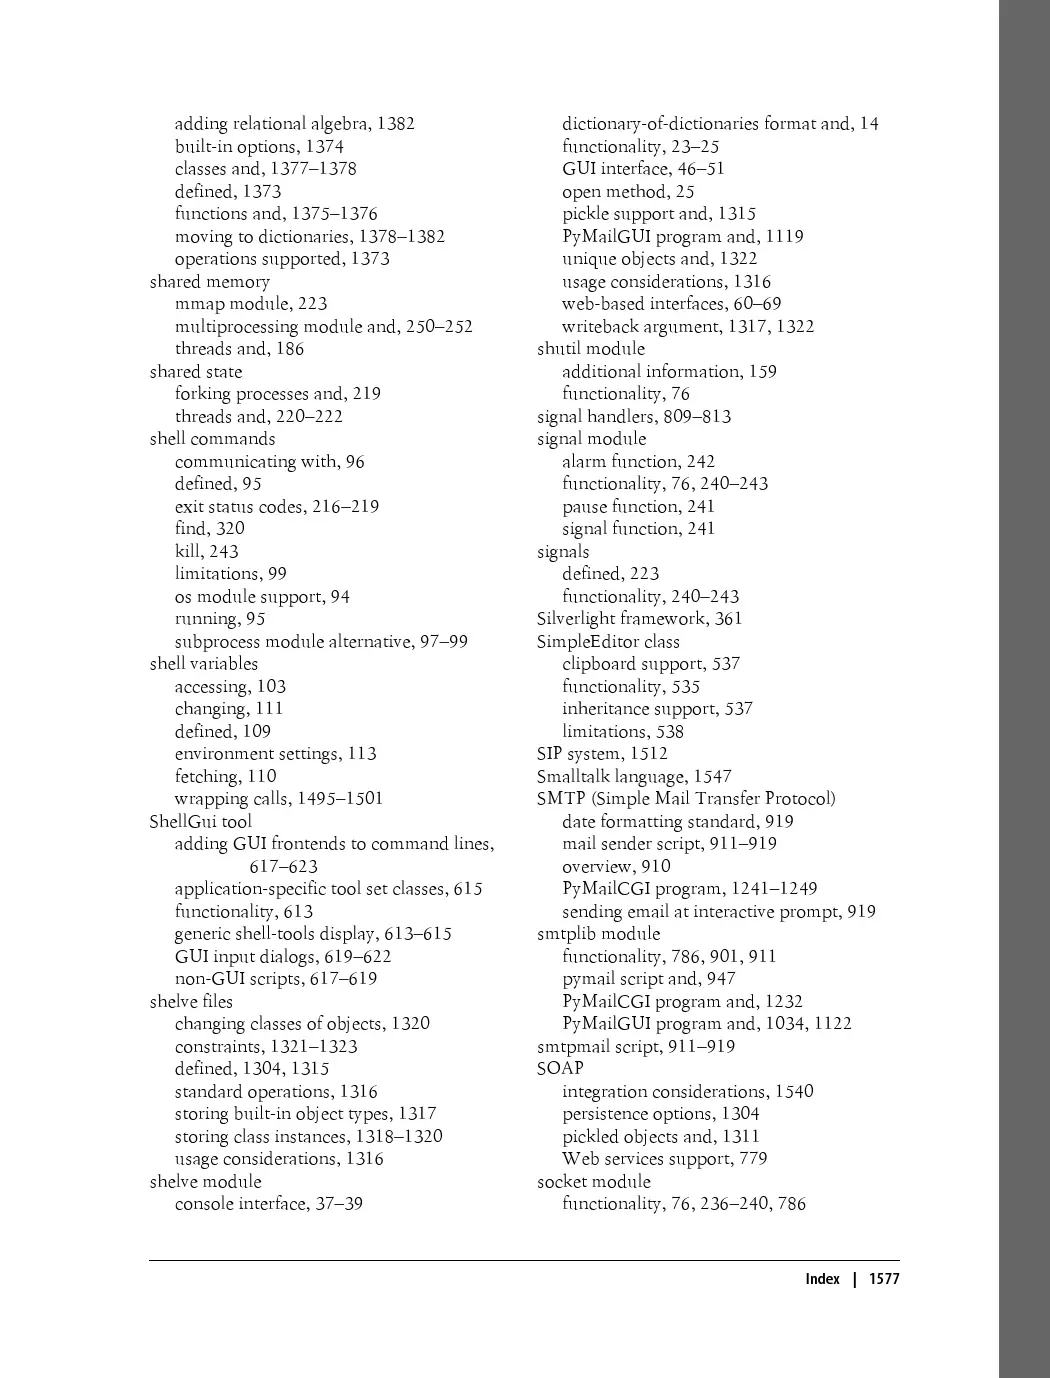 adding relational algebra, 1382
built-in options, 1374
classes and, 1377–1378
defined, 1373
functions and, 1375–1376
moving to dictionaries, 1378–1382
operations supported, 1373
shared memory
mmap module, 223
multiprocessing module and, 250–252
threads and, 186
shared state
forking processes and, 219
threads and, 220–222
shell commands
communicating with, 96
defined, 95
exit status codes, 216–219
find, 320
kill, 243
limitations, 99
os module support, 94
running, 95
subprocess module alternative, 97–99
shell variables
accessing, 103
changing, 111
defined, 109
environment settings, 113
fetching, 110
wrapping calls, 1495–1501
ShellGui tool
adding GUI frontends to command lines,
617–623
application-specific tool set classes, 615
functionality, 613
generic shell-tools display, 613–615
GUI input dialogs, 619–622
non-GUI scripts, 617–619
shelve files
changing classes of objects, 1320
constraints, 1321–1323
defined, 1304, 1315
standard operations, 1316
storing built-in object types, 1317
storing class instances, 1318–1320
usage considerations, 1316
shelve module
console interface, 37–39
dictionary-of-dictionaries format and, 14
functionality, 23–25
GUI interface, 46–51
open method, 25
pickle support and, 1315
PyMailGUI program and, 1119
unique objects and, 1322
usage considerations, 1316
web-based interfaces, 60–69
writeback argument, 1317, 1322
shutil module
additional information, 159
functionality, 76
signal handlers, 809–813
signal module
alarm function, 242
functionality, 76, 240–243
pause function, 241
signal function, 241
signals
defined, 223
functionality, 240–243
Silverlight framework, 361
SimpleEditor class
clipboard support, 537
functionality, 535
inheritance support, 537
limitations, 538
SIP system, 1512
Smalltalk language, 1547
SMTP (Simple Mail Transfer Protocol)
date formatting standard, 919
mail sender script, 911–919
overview, 910
PyMailCGI program, 1241–1249
sending email at interactive prompt, 919
smtplib module
functionality, 786, 901, 911
pymail script and, 947
PyMailCGI program and, 1232
PyMailGUI program and, 1034, 1122
smtpmail script, 911–919
SOAP
integration considerations, 1540
persistence options, 1304
pickled objects and, 1311
Web services support, 779
socket module
functionality, 76, 236–240, 786
Index | 1577